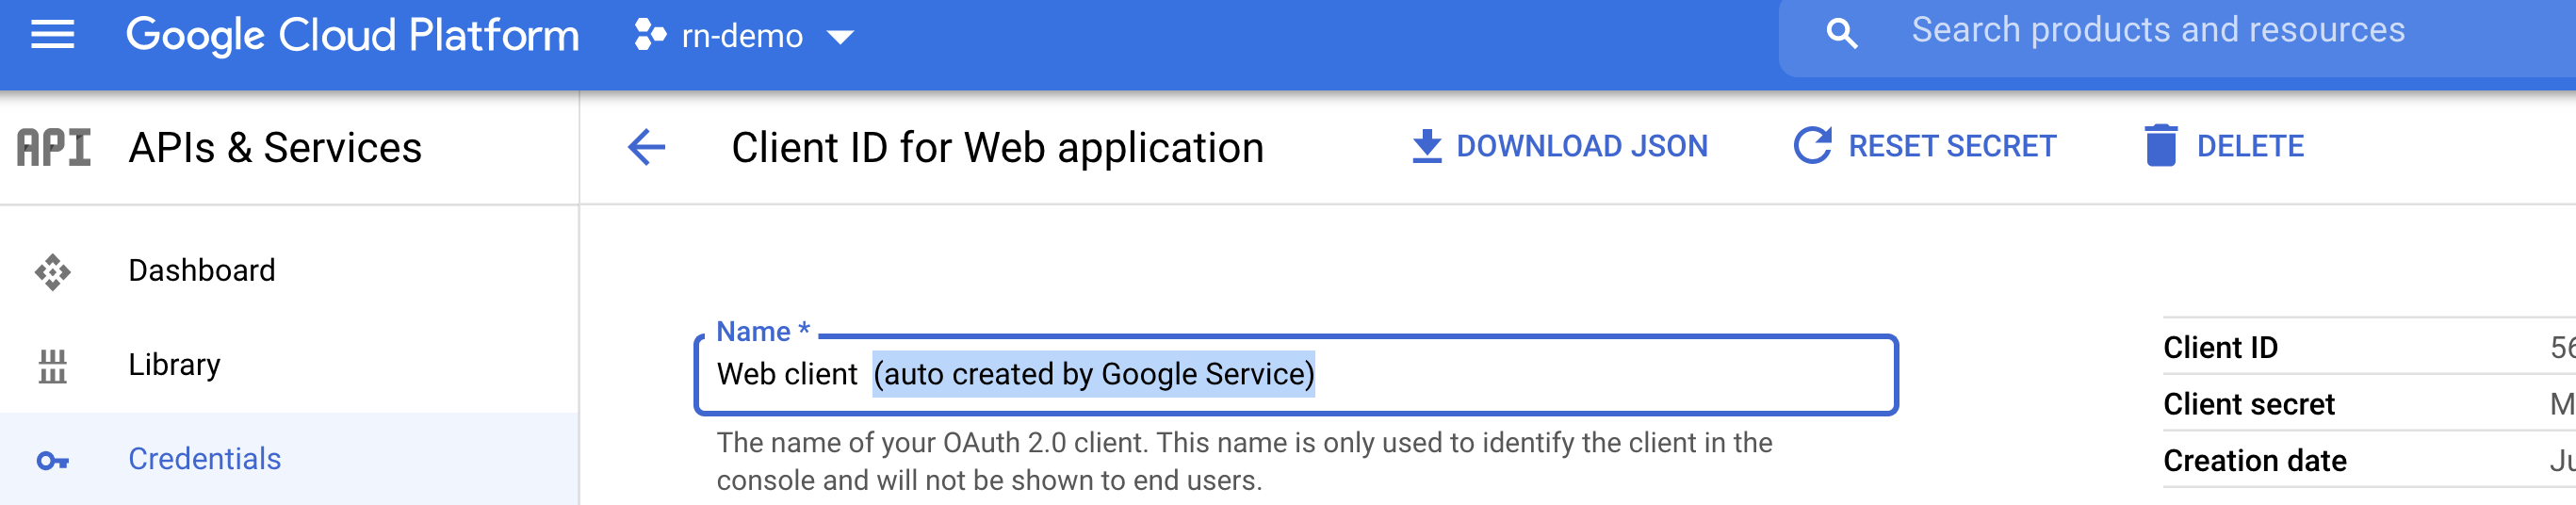 Google Cloud Platform
rn-demo
Search products and resources
API
APIs & Services
Client ID for Web application
DOWNLOAD JSON
RESET SECRET
DELETE
Dashboard
Library
Credentials
Name *
Web client (auto created by Google Service)
The name of your OAuth 2.0 client. This name is only used to identify the client in the
console and will not be shown to end users.
Client ID
Client secret
Creation date